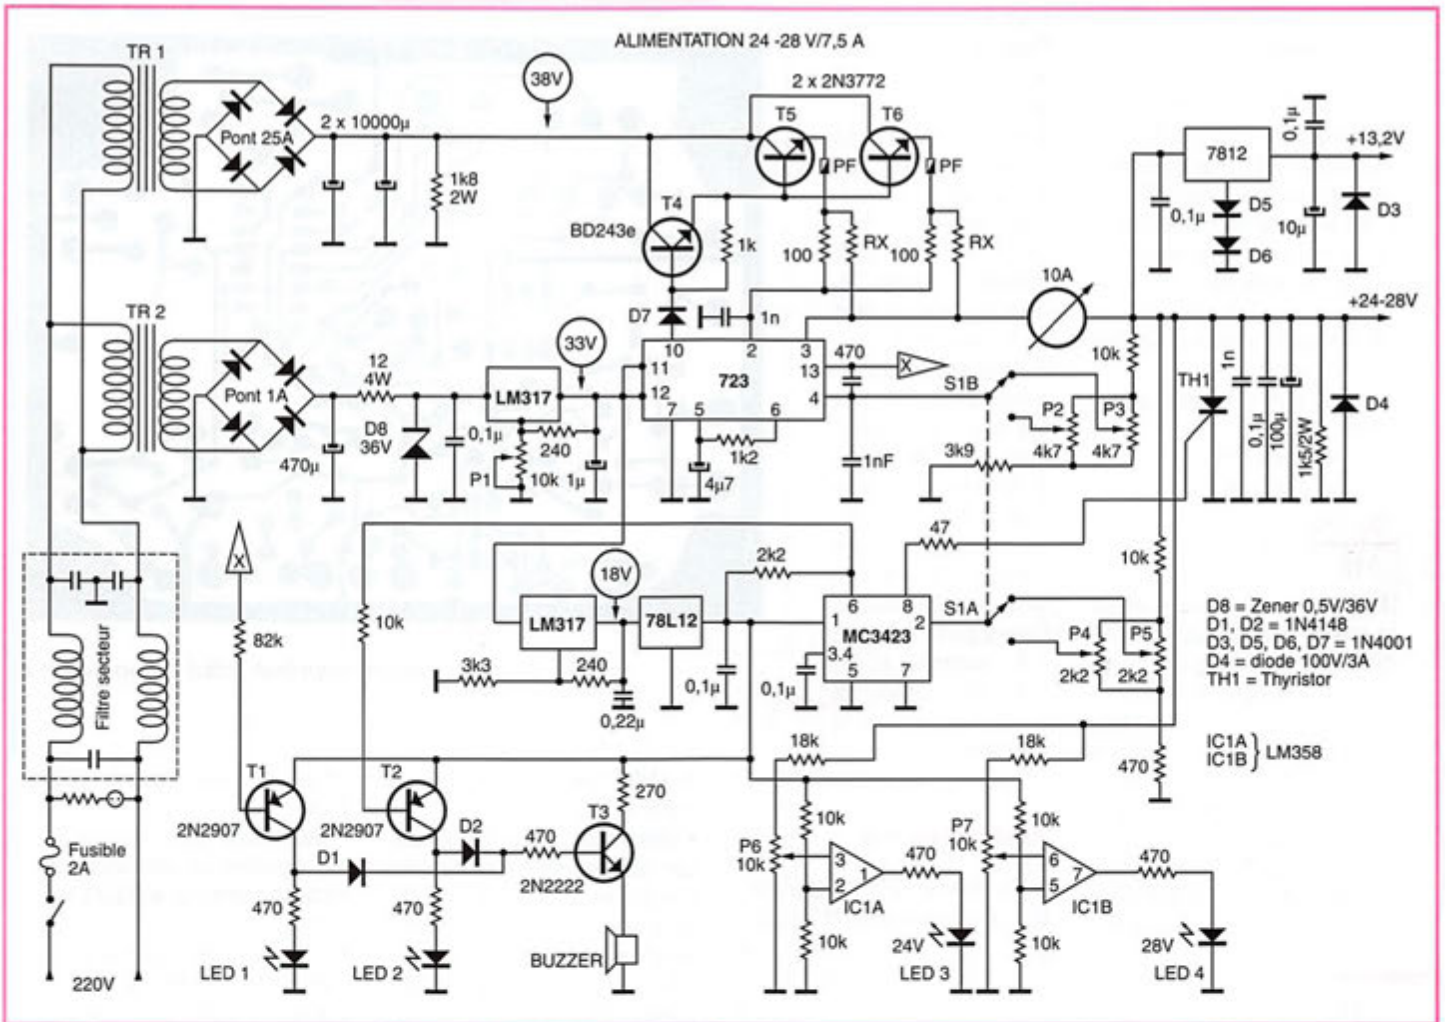 ALIMENTATION 24 -28 V/7,5 A
TR 1
38V
2 x 2N3772
T5
T6
Pont 25A
2 x 10000µ
1k8
2W
PF
PF
0,1µ
7812
+13,2V
T4
BD243e
1k
100
RX
100
RX
0,1µ
D5
D6
10µ
D3
10A
TR 2
D7
1n
+24-28V
33V
10
2
3
11
12
723
13
4
7
5
6
470
X
S1B
10k
TH1
1n
Pont 1A
12
4W
LM317
D8
36V
0,1µ
240
P1
10k
1µ
470µ
1k2
4µ7
1nF
P2
P3
4k7
4k7
3k9
0,1µ
100µ
1k5/2W
D4
X
47
10k
18V
2k2
82k
10k
LM317
78L12
6
8
1
2
MC3423
3.4
5
7
S1A
P4
P5
2k2
2k2
3k3
240
0,22µ
0,1µ
0,1µ
D8 = Zener 0,5V/36V
D1, D2 = 1N4148
D3, D5, D6, D7 = 1N4001
D4 = diode 100V/3A
TH1 = Thyristor
Filtre secteur
IC1A
IC1B
LM358
18k
18k
470
T1
T2
270
T3
2N2907
2N2907
D2
470
2N2222
D1
Fusible
2A
10k
P6
10k
3
2
1
IC1A
470
10k
P7
10k
6
5
7
IC1B
470
470
470
10k
10k
LED 1
LED 2
BUZZER
24V
LED 3
28V
LED 4
220V